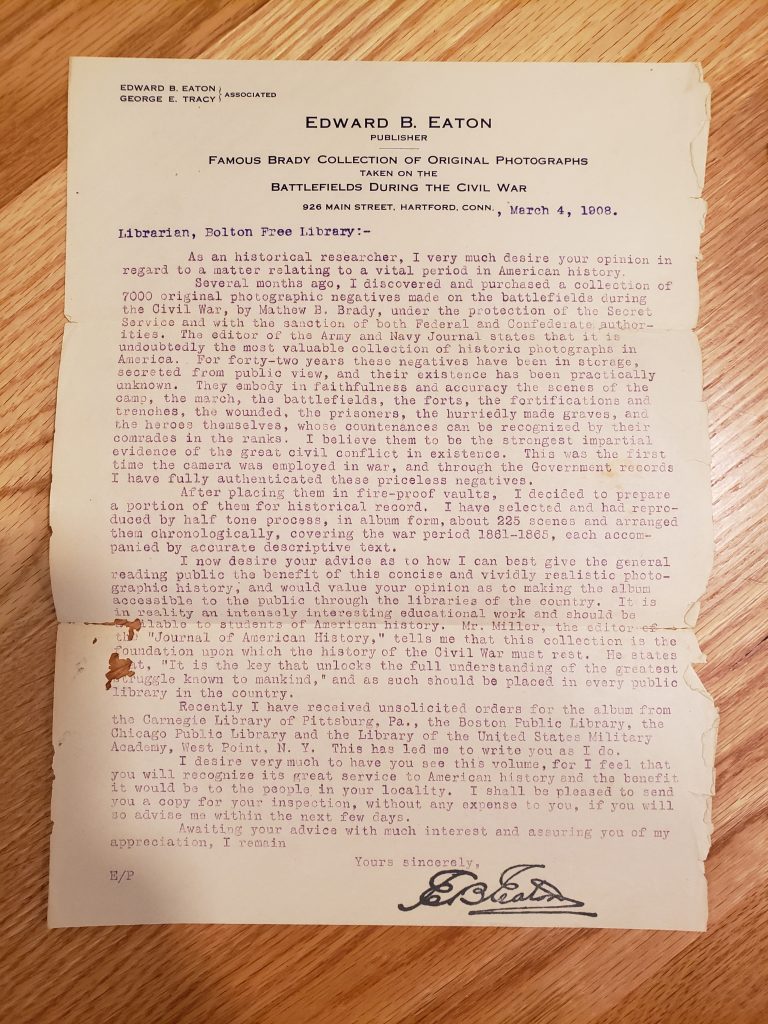 EDWARD B. EATON
GEORGE E. TRACY } ASSOCIATED
EDWARD B. EATON
PUBLISHER
FAMOUS BRADY COLLECTION OF ORIGINAL PHOTOGRAPHS
TAKEN ON THE
BATTLEFIELDS DURING THE CIVIL WAR
926 MAIN STREET, HARTFORD, CONN., March 4, 1908.
Librarian, Bolton Free Library:-
As an historical researcher, I very much desire your opinion in
regard to a matter relating to a vital period in American history.
Several months ago, I discovered and purchased a collection of
7000 original photographic negatives made on the battlefields during
the Civil War, by Mathew B. Brady, under the protection of the Secret
Service and with the sanction of both Federal and Confederate author-
ities. The editor of the Army and Navy Journal states that it is
undoubtedly the most valuable collection of historic photographs in
America. For forty-two years these negatives have been in storage,
secreted from public view, and their existence has been practically
unknown. They embody in faithfulness and accuracy the scenes of the
camp, the march, the battlefields, the forts, the fortifications and
trenches, the wounded, the prisoners, the hurriedly made graves, and
the heroes themselves, whose countenances can be recognized by their
comrades in the ranks. I believe them to be the strongest impartial
evidence of the great civil conflict in existence. This was the first
time the camera was employed in war, and through the Government records
I have fully authenticated these priceless negatives.
After placing them in fire-proof vaults, I decided to prepare
a portion of them for historical record. I have selected and had repro-
duced by half tone process, in album form, about 225 scenes and arranged
them chronologically, covering the war period 1861-1865, each accom-
panied by accurate descriptive text.
I now desire your advice as to how I can best give the general
reading public the benefit of this concise and vividly realistic photo-
graphic history, and would value your opinion as to making the album
accessible to the public through the libraries of the country. It is
in reality an intensely interesting educational work and should be
available to students of American history. Mr. Miller, the editor of
the "Journal of American History," tells me that this collection is the
foundation upon which the history of the Civil War must rest. He states
that, "It is the key that unlocks the full understanding of the greatest
struggle known to mankind," and as such should be placed in every public
library in the country.
Recently I have received unsolicited orders for the album from
the Carnegie Library of Pittsburg, Pa., the Boston Public Library, the
Chicago Public Library and the Library of the United States Military
Academy, West Point, N. Y. This has led me to write you as I do.
I desire very much to have you see this volume, for I feel that
you will recognize its great service to American history and the benefit
it would be to the people in your locality. I shall be pleased to send
you a copy for your inspection, without any expense to you, if you will
so advise me within the next few days.
Awaiting your advice with much interest and assuring you of my
appreciation, I remain
Yours sincerely,
E/P
E B Eaton